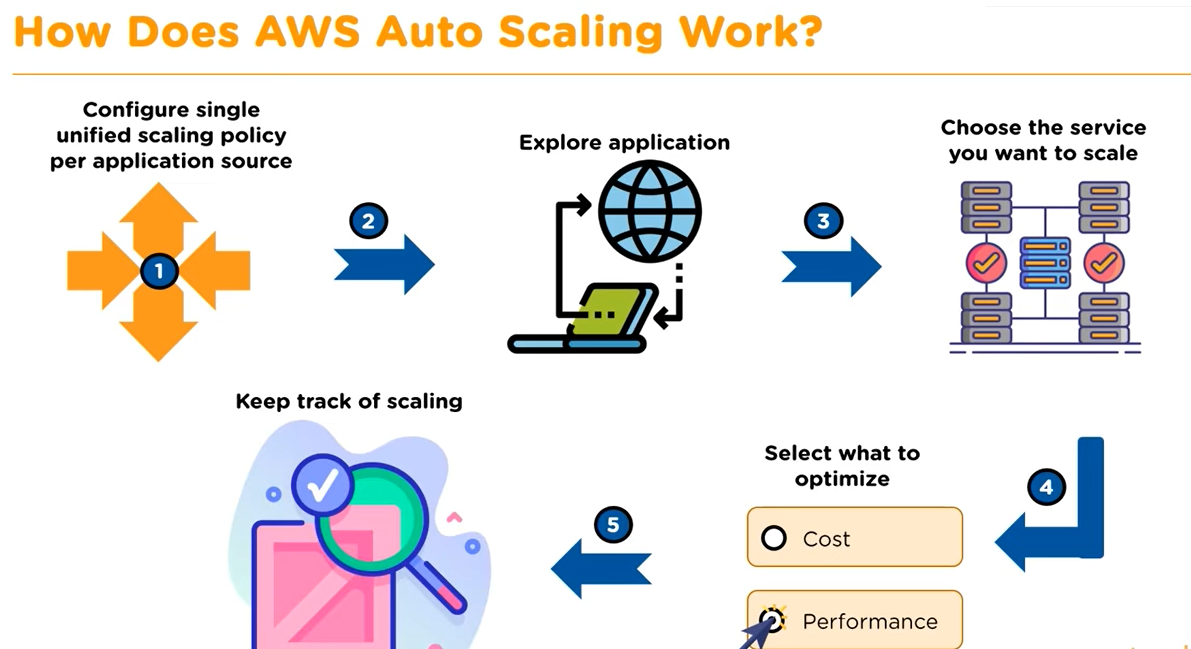 How Does AWS Auto Scaling Work?
Configure single
unified scaling policy
per application source
1
2
Explore application
3
Choose the service
you want to scale
4
Select what to
optimize
Cost
Performance
5
Keep track of scaling